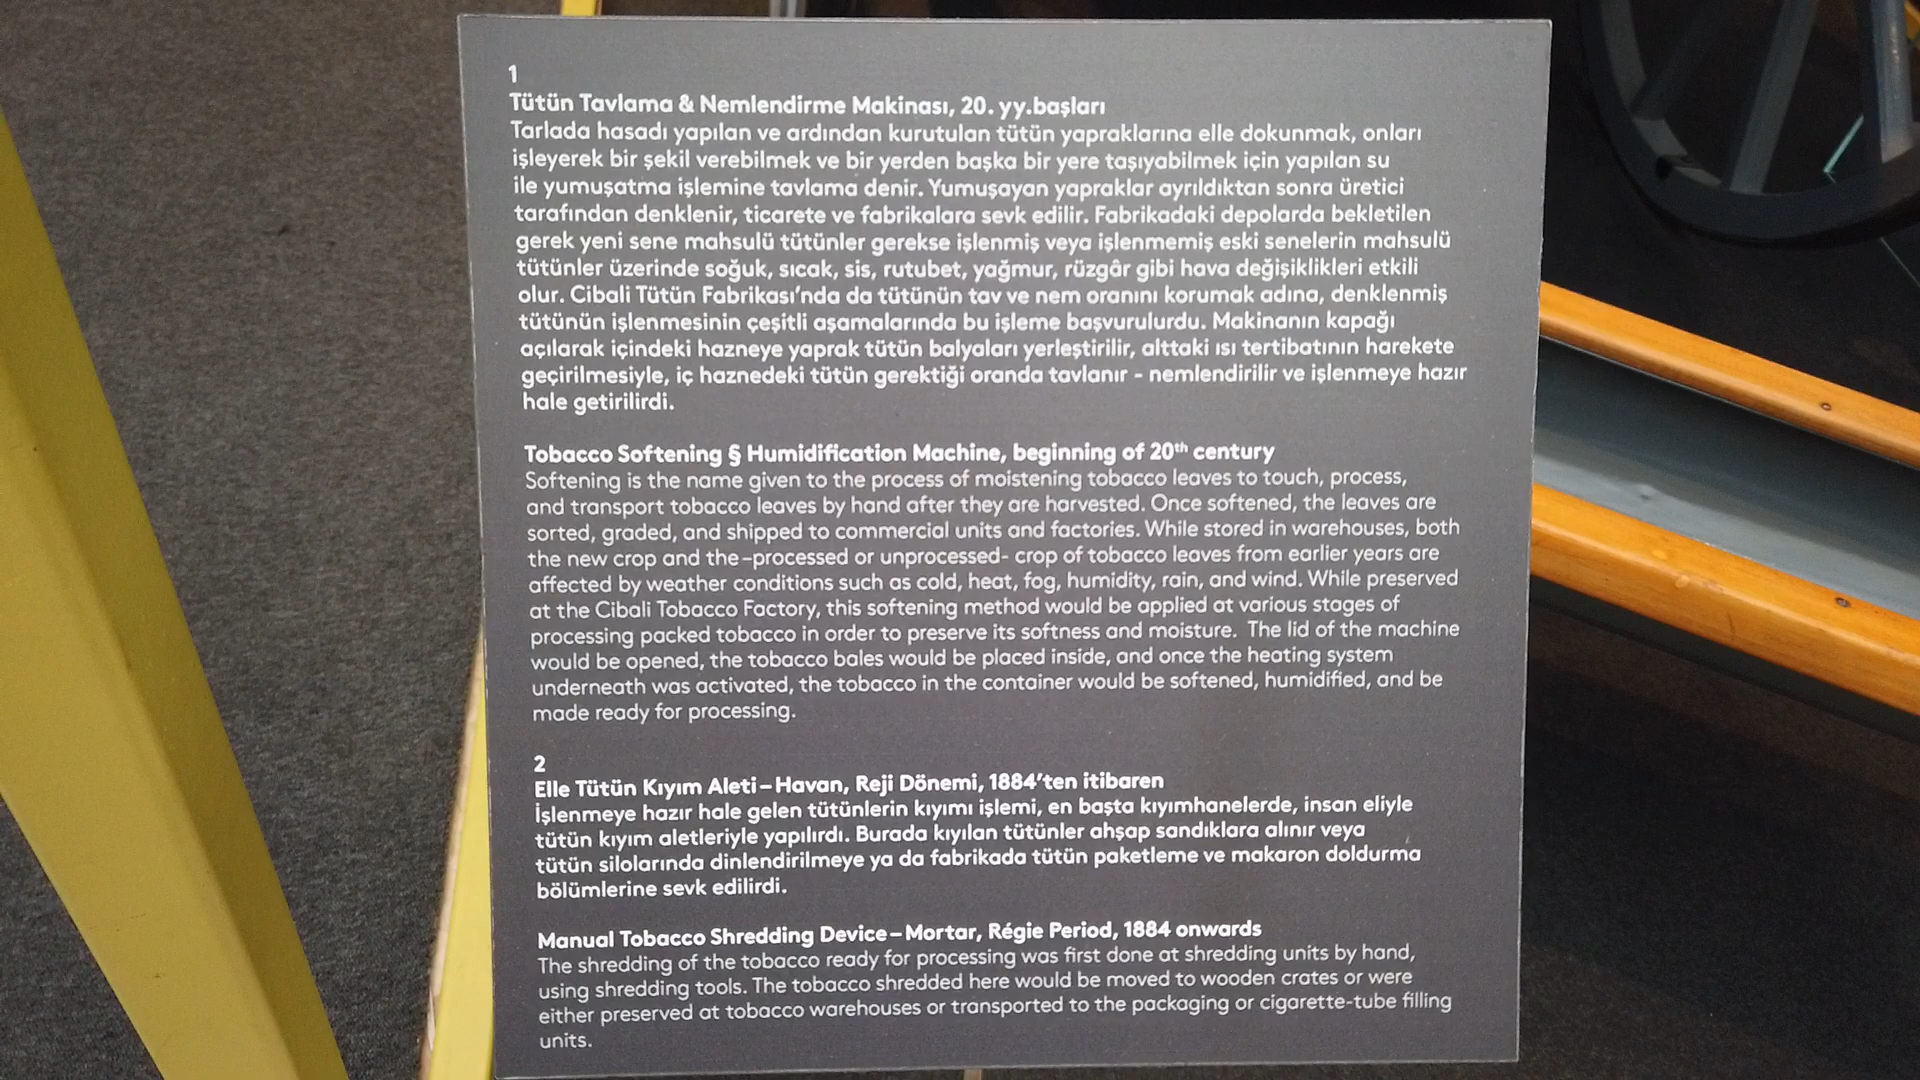 1
Tütün Tavlama & Nemlendirme Makinası, 20. yy.başları
Tarlada hasadı yapılan ve ardından kurutulan tütün yapraklarına elle dokunmak, onları
işleyerek bir şekil verebilmek ve bir yerden başka bir yere taşıyabilmek için yapılan su
ile yumuşatma işlemine tavlama denir. Yumuşayan yapraklar ayrıldıktan sonra üretici
tarafından denklenir, ticarete ve fabrikalara sevk edilir. Fabrikadaki depolarda bekletilen
gerek yeni sene mahsulü tütünler gerekse işlenmiş veya işlenmemiş eski senelerin mahsulü
tütünler üzerinde soğuk, sıcak, sis, rutubet, yağmur, rüzgâr gibi hava değişiklikleri etkili
olur. Cibali Tütün Fabrikası'nda da tütünün tav ve nem oranını korumak adına, denklenmiş
tütünün işlenmesinin çeşitli aşamalarında bu işleme başvurulurdu. Makinanın kapağı
açılarak içindeki hazneye yaprak tütün balyaları yerleştirilir, alttaki ısı tertibatının harekete
geçirilmesiyle, iç haznedeki tütün gerektiği oranda tavlanır - nemlendirilir ve işlenmeye hazır
hale getirilirdi.
Tobacco Softening § Humidification Machine, beginning of 20th century
Softening is the name given to the process of moistening tobacco leaves to touch, process,
and transport tobacco leaves by hand after they are harvested. Once softened, the leaves are
sorted, graded, and shipped to commercial units and factories. While stored in warehouses, both
the new crop and the –processed or unprocessed- crop of tobacco leaves from earlier years are
affected by weather conditions such as cold, heat, fog, humidity, rain, and wind. While preserved
at the Cibali Tobacco Factory, this softening method would be applied at various stages of
processing packed tobacco in order to preserve its softness and moisture. The lid of the machine
would be opened, the tobacco bales would be placed inside, and once the heating system
underneath was activated, the tobacco in the container would be softened, humidified, and be
made ready for processing.
2
Elle Tütün Kıyım Aleti – Havan, Reji Dönemi, 1884'ten itibaren
İşlenmeye hazır hale gelen tütünlerin kıyımı işlemi, en başta kıyımhanelerde, insan eliyle
tütün kıyım aletleriyle yapılırdı. Burada kıyılan tütünler ahşap sandıklara alınır veya
tütün silolarında dinlendirilmeye ya da fabrikada tütün paketleme ve makaron doldurma
bölümlerine sevk edilirdi.
Manual Tobacco Shredding Device – Mortar, Régie Period, 1884 onwards
The shredding of the tobacco ready for processing was first done at shredding units by hand,
using shredding tools. The tobacco shredded here would be moved to wooden crates or were
either preserved at tobacco warehouses or transported to the packaging or cigarette-tube filling
units.